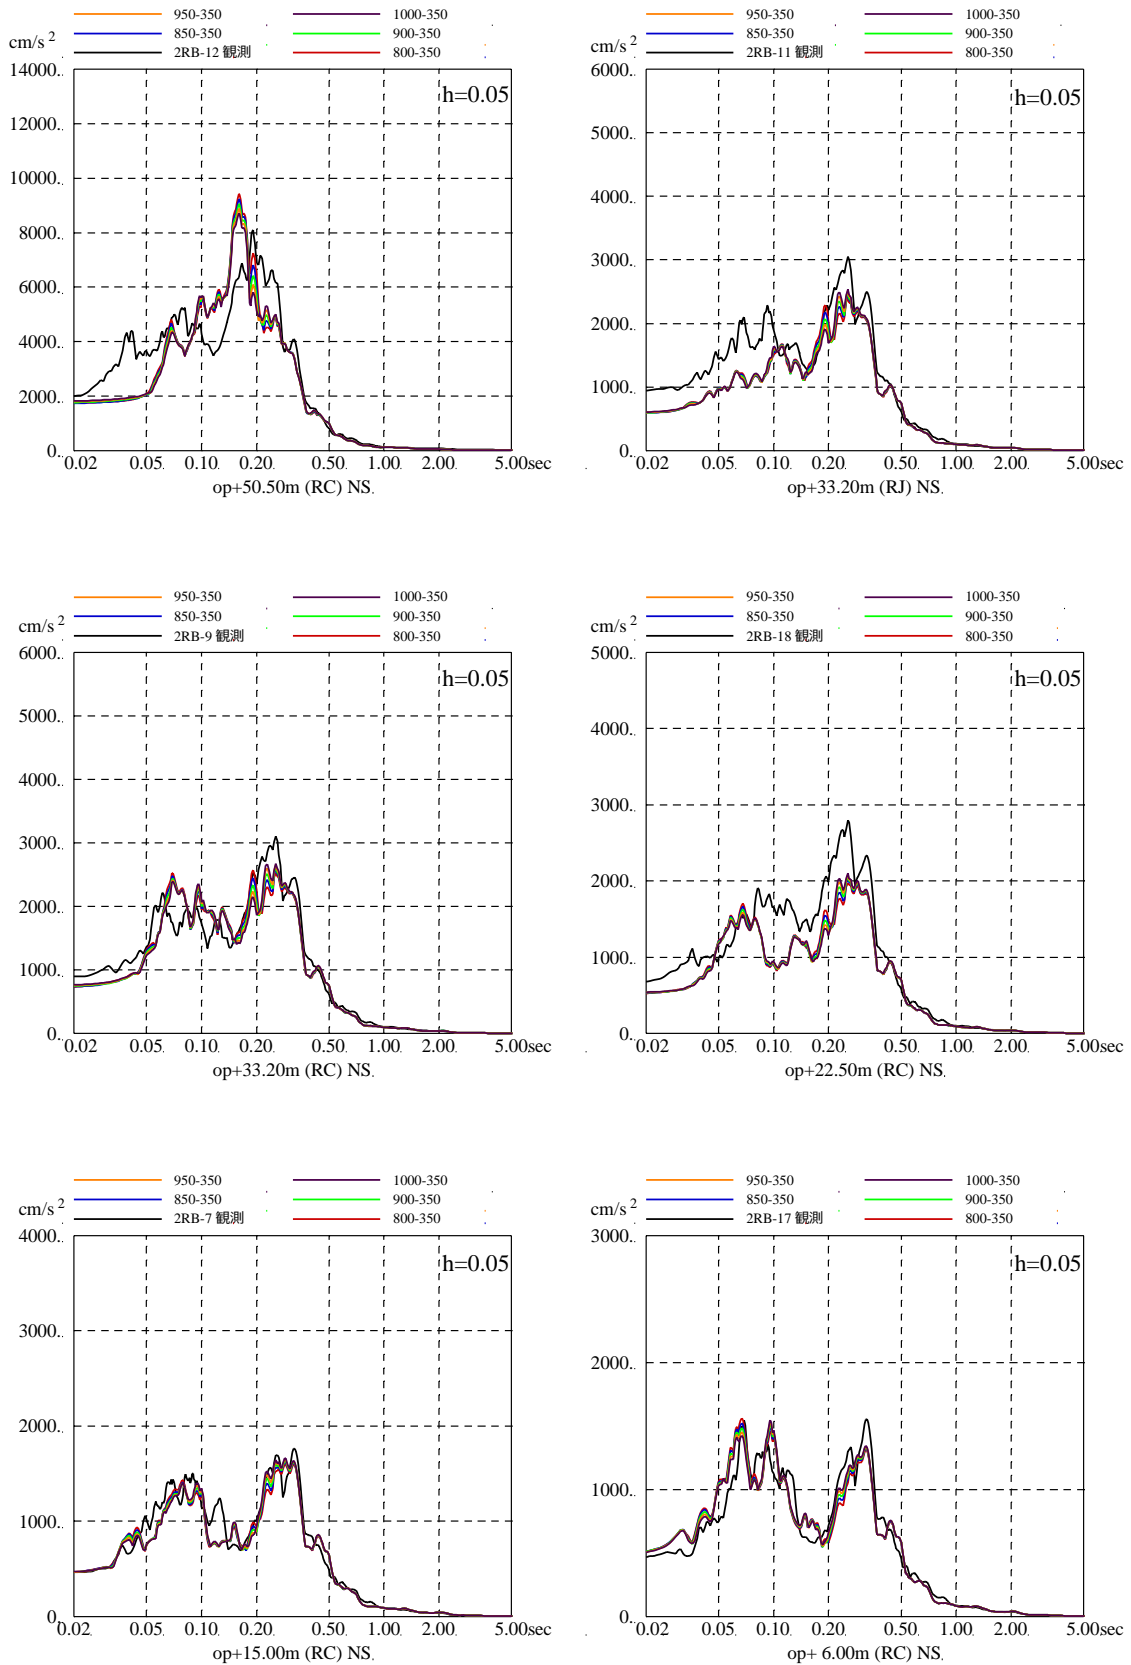 950-350 1000-350
850-350 900-350
2RB-12 観測 800-350
cm/s 2
h=0.05
14000.
12000.
10000.
8000.
6000.
4000.
2000.
0.
0.02 0.05 0.10 0.20 0.50 1.00 2.00 5.00sec
op+50.50m (RC) NS
950-350 1000-350
850-350 900-350
2RB-11 観測 800-350
cm/s 2
h=0.05
6000.
5000.
4000.
3000.
2000.
1000.
0.
0.02 0.05 0.10 0.20 0.50 1.00 2.00 5.00sec
op+33.20m (RJ) NS
950-350 1000-350
850-350 900-350
2RB-9 観測 800-350
cm/s 2
h=0.05
6000.
5000.
4000.
3000.
2000.
1000.
0.
0.02 0.05 0.10 0.20 0.50 1.00 2.00 5.00sec
op+33.20m (RC) NS
950-350 1000-350
850-350 900-350
2RB-18 観測 800-350
cm/s 2
h=0.05
5000.
4000.
3000.
2000.
1000.
0.
0.02 0.05 0.10 0.20 0.50 1.00 2.00 5.00sec
op+22.50m (RC) NS
950-350 1000-350
850-350 900-350
2RB-7 観測 800-350
cm/s 2
h=0.05
4000.
3000.
2000.
1000.
0.
0.02 0.05 0.10 0.20 0.50 1.00 2.00 5.00sec
op+15.00m (RC) NS
950-350 1000-350
850-350 900-350
2RB-17 観測 800-350
cm/s 2
h=0.05
3000.
2000.
1000.
0.
0.02 0.05 0.10 0.20 0.50 1.00 2.00 5.00sec
op+ 6.00m (RC) NS